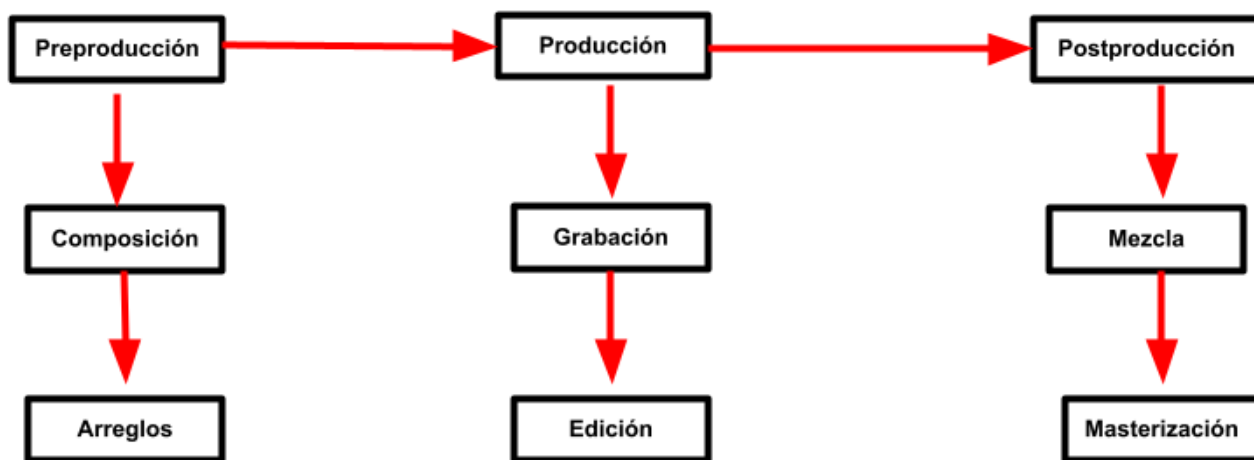 Preproducción
Producción
Postproducción
Composición
Grabación
Mezcla
Arreglos
Edición
Masterización